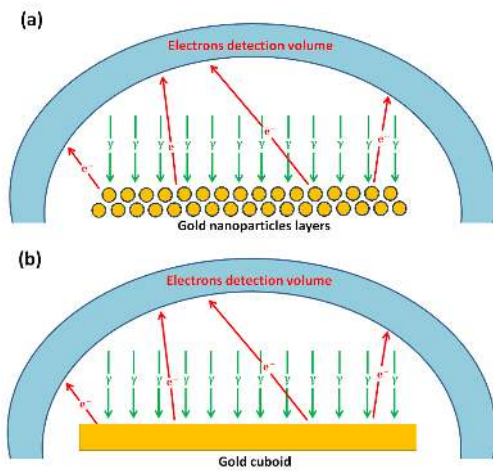 (a)
Electrons detection volume
γ γ γ γ γ γ γ γ γ γ γ γ
e⁻ e⁻ e⁻ e⁻
Gold nanoparticles layers
(b)
Electrons detection volume
γ γ γ γ γ γ γ γ γ γ γ γ
e⁻ e⁻ e⁻ e⁻
Gold cuboid